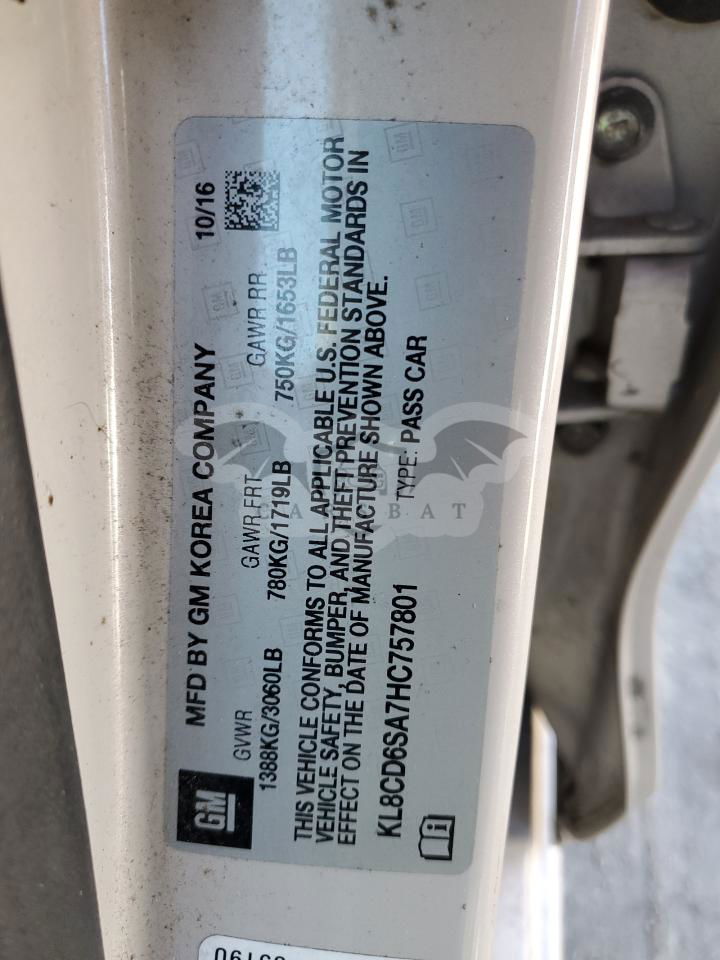 MFD BY GM KOREA COMPANY 10/16
GM
GVWR GAWR FRT GAWR RR
1388KG/3060LB 780KG/1719LB 750KG/1653LB
THIS VEHICLE CONFORMS TO ALL APPLICABLE U.S. FEDERAL MOTOR
VEHICLE SAFETY, BUMPER, AND THEFT PREVENTION STANDARDS IN
EFFECT ON THE DATE OF MANUFACTURE SHOWN ABOVE.
KL8CD6SA7HC757801 TYPE: PASS CAR